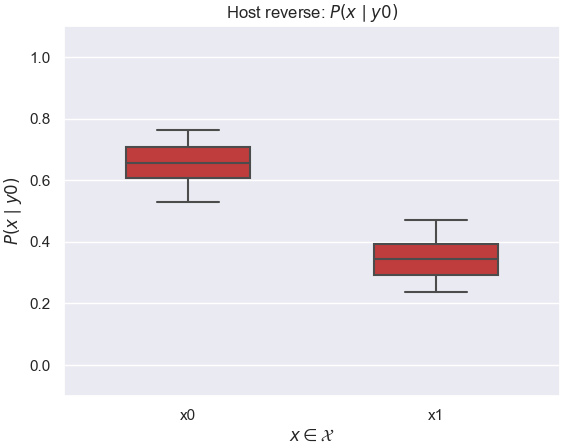 Host reverse: P(x | y0)
P(x | y0)
1.0
0.8
0.6
0.4
0.2
0.0
x0 x1
x ∈ 𝒳